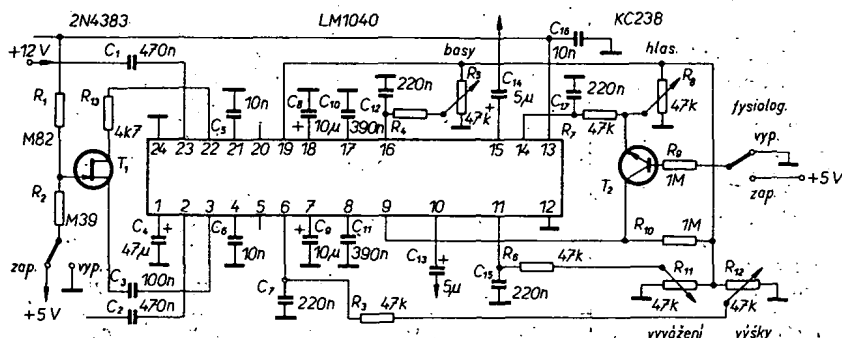 2N4383
LM1040
KC238
+12 V
C1 470n
basy
C14 5µ +
C16 10n
hlas.
R1 M82
R13 4k7
C5 10n
C8 10µ +
C10 390n
C12 220n
R4
R5 47k
C17 220n
R7 47k
R8 47k
fysiolog.
vyp.
24 23 22 21 20 19 18 17 16 15 14 13
T1
T2
R9 1M
zap.
+5 V
R2 M39
1 2 3 4 5 6 7 8 9 10 11 12
C4 47µ +
C6 10n
C9 10µ +
C11 390n
C13 5µ +
R10 1M
zap.
vyp.
C3 100n
C2 470n
+5 V
C7 220n
R3 47k
C15 220n
R6 47k
R11 47k
R12 47k
vyvážení
výšky